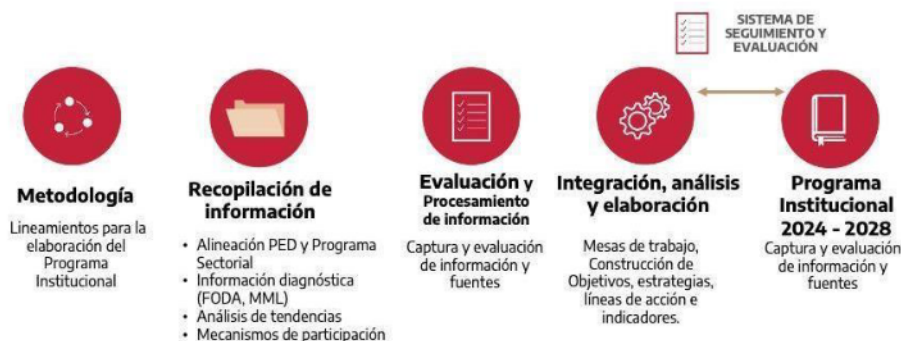 SISTEMA DE
SEGUIMIENTO Y
EVALUACIÓN
Metodología
Lineamientos para la
elaboración del
Programa
Institucional
Recopilación de
información
• Alineación PED y Programa
Sectorial
• Información diagnóstica
(FODA, MML)
• Análisis de tendencias
• Mecanismos de participación
Evaluación y
Procesamiento
de información
Captura y evaluación
de información y
fuentes
Integración, análisis
y elaboración
Mesas de trabajo,
Construcción de
Objetivos, estrategias,
líneas de acción e
indicadores.
Programa
Institucional
2024 - 2028
Captura y evaluación
de información y
fuentes